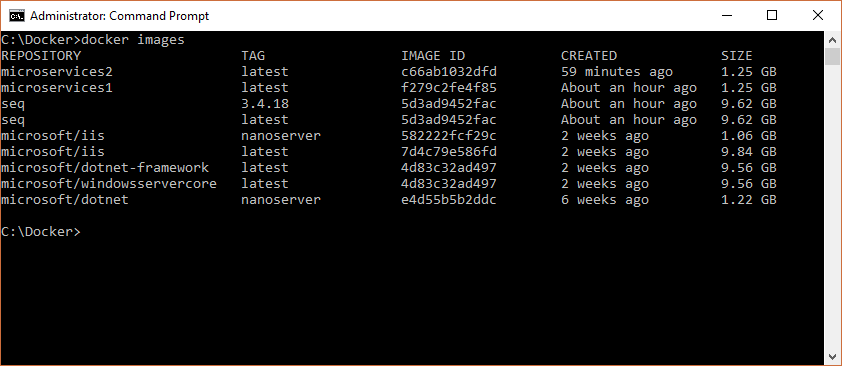 Administrator: Command Prompt
C:\Docker>docker images
REPOSITORY TAG IMAGE ID CREATED SIZE
microservices2 latest c66ab1032dfd 59 minutes ago 1.25 GB
microservices1 latest f279c2fe4f85 About an hour ago 1.25 GB
seq 3.4.18 5d3ad9452fac About an hour ago 9.62 GB
seq latest 5d3ad9452fac About an hour ago 9.62 GB
microsoft/iis nanoserver 582222fcf29c 2 weeks ago 1.06 GB
microsoft/iis latest 7d4c79e586fd 2 weeks ago 9.84 GB
microsoft/dotnet-framework latest 4d83c32ad497 2 weeks ago 9.56 GB
microsoft/windowsservercore latest 4d83c32ad497 2 weeks ago 9.56 GB
microsoft/dotnet nanoserver e4d55b5b2ddc 6 weeks ago 1.22 GB
C:\Docker>